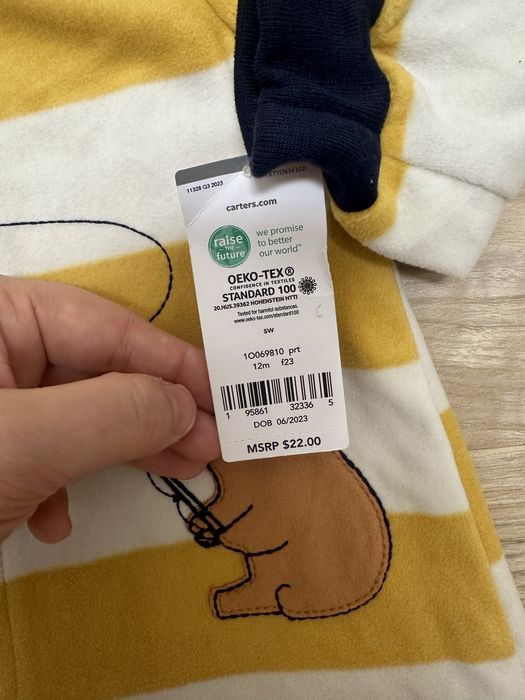 11328 Q3 2023
carters.com
raise
THE
future
we promise
to better
our world™
OEKO-TEX®
CONFIDENCE IN TEXTILES
STANDARD 100
20.HUS.39362 HOHENSTEIN HTTI
Tested for harmful substances.
www.oeko-tex.com/standard100
SW
1O069810 prt
12m f23
1 95861 32336 5
DOB 06/2023
MSRP $22.00